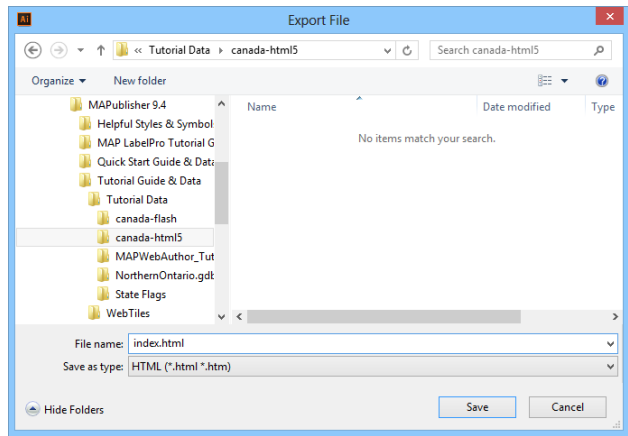 Ai Export File
« Tutorial Data canada-html5 Search canada-html5
Organize New folder
Name Date modified Type
No items match your search.
MAPublisher 9.4
Helpful Styles & Symbol
MAP LabelPro Tutorial G
Quick Start Guide & Data
Tutorial Guide & Data
Tutorial Data
canada-flash
canada-html5
MAPWebAuthor_Tut
NorthernOntario.gdb
State Flags
WebTiles
File name: index.html
Save as type: HTML (*.html *.htm)
Hide Folders Save Cancel